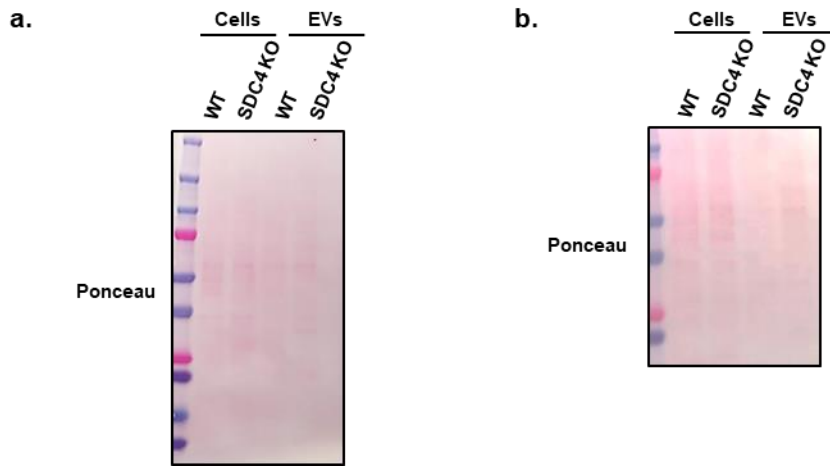 a.
Cells EVs
WT SDC4 KO WT SDC4 KO
Ponceau
b.
Cells EVs
WT SDC4 KO WT SDC4 KO
Ponceau